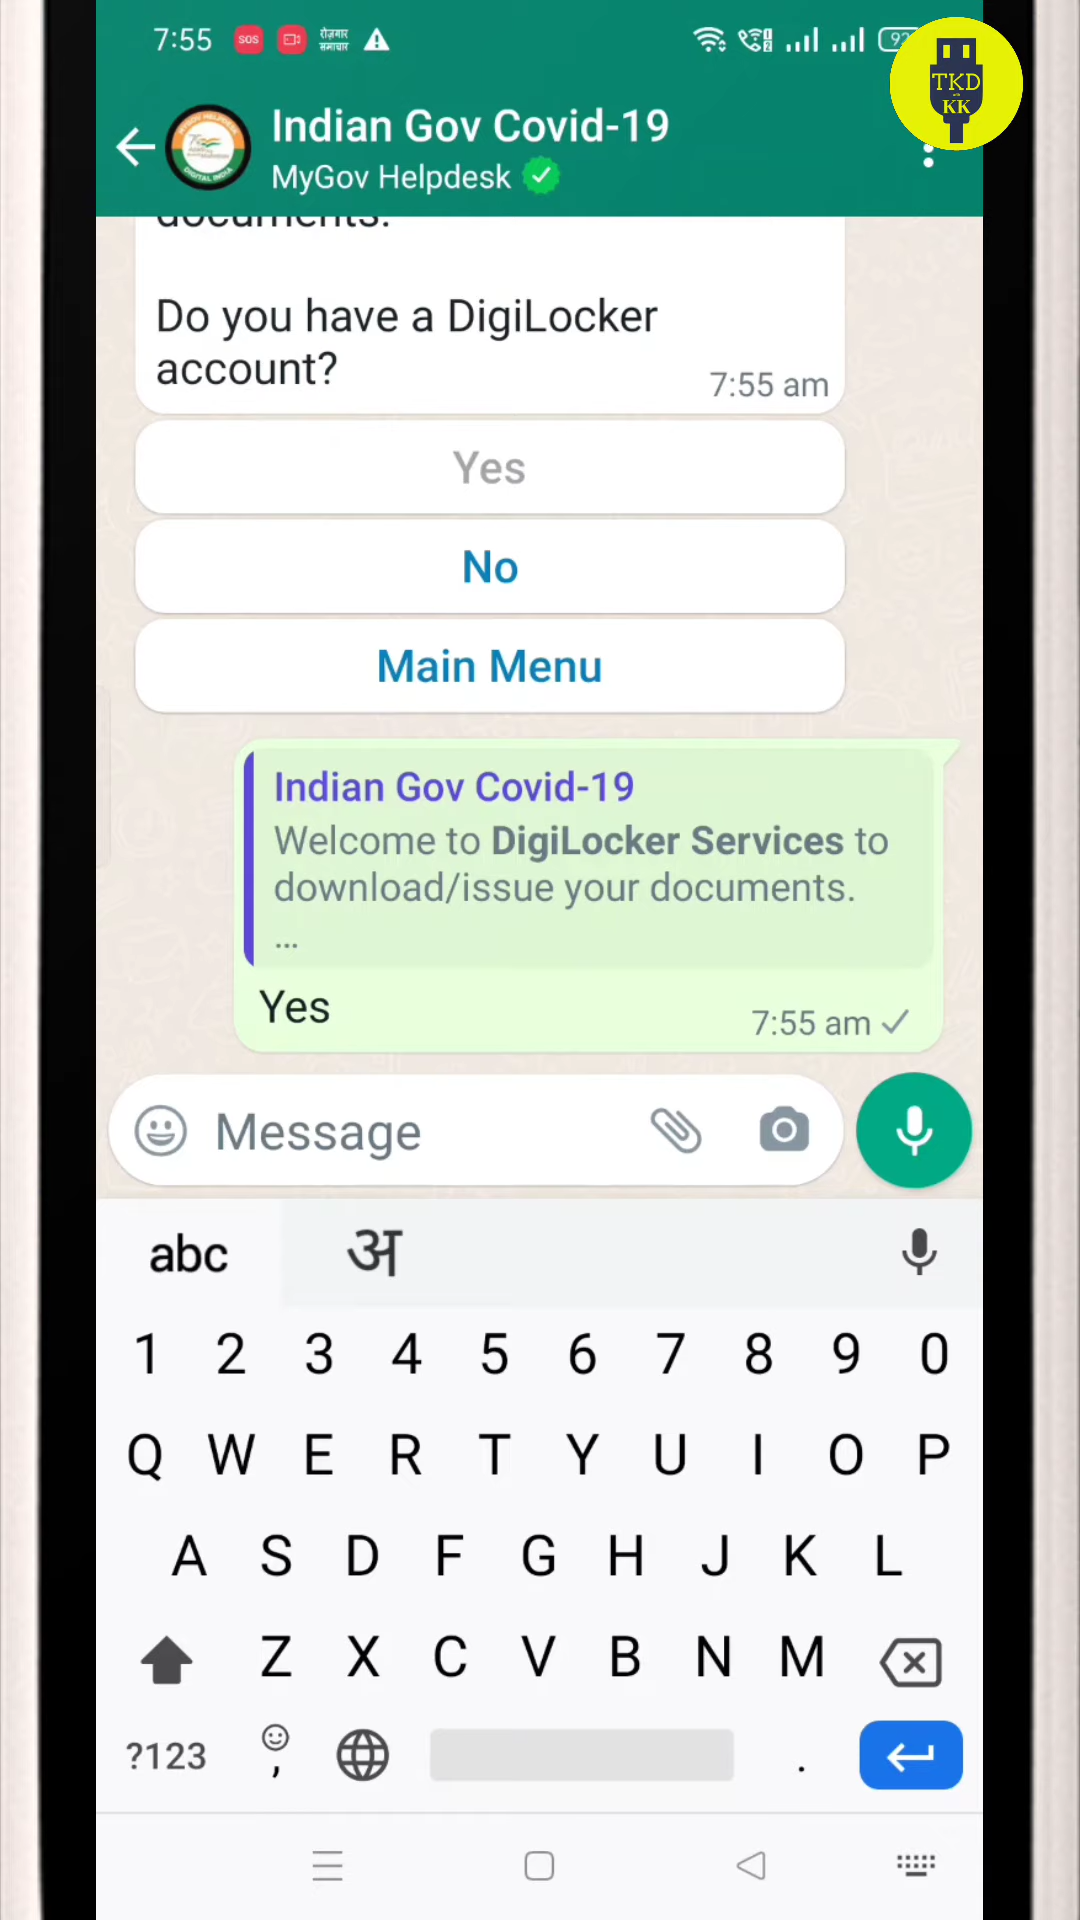 7:55 SOS रोज़गार समाचार
TKD
KK
Indian Gov Covid-19
MyGov Helpdesk
documents.
Do you have a DigiLocker
account?
7:55 am
Yes
No
Main Menu
Indian Gov Covid-19
Welcome to DigiLocker Services to
download/issue your documents.
...
Yes
7:55 am
Message
abc अ
1 2 3 4 5 6 7 8 9 0
Q W E R T Y U I O P
A S D F G H J K L
Z X C V B N M
?123 , .